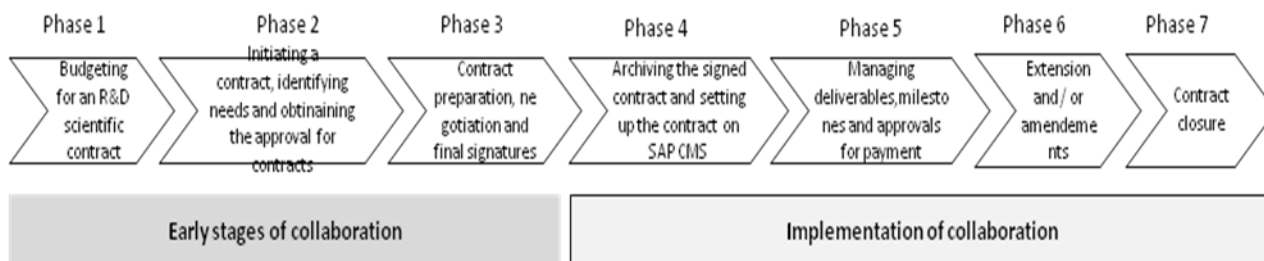 Phase 1
Phase 2
Phase 3
Phase 4
Phase 5
Phase 6
Phase 7
Budgeting
for an R&D
scientific
contract
Initiating a
contract, identifying
needs and obtinaining
the approval for
contracts
Contract
preparation, ne
gotiation and
final signatures
Archiving the signed
contract and setting
up the contract on
SAP CMS
Managing
deliverables,milesto
nes and approvals
for payment
Extension
and/ or
amendeme
nts
Contract
closure
Early stages of collaboration
Implementation of collaboration